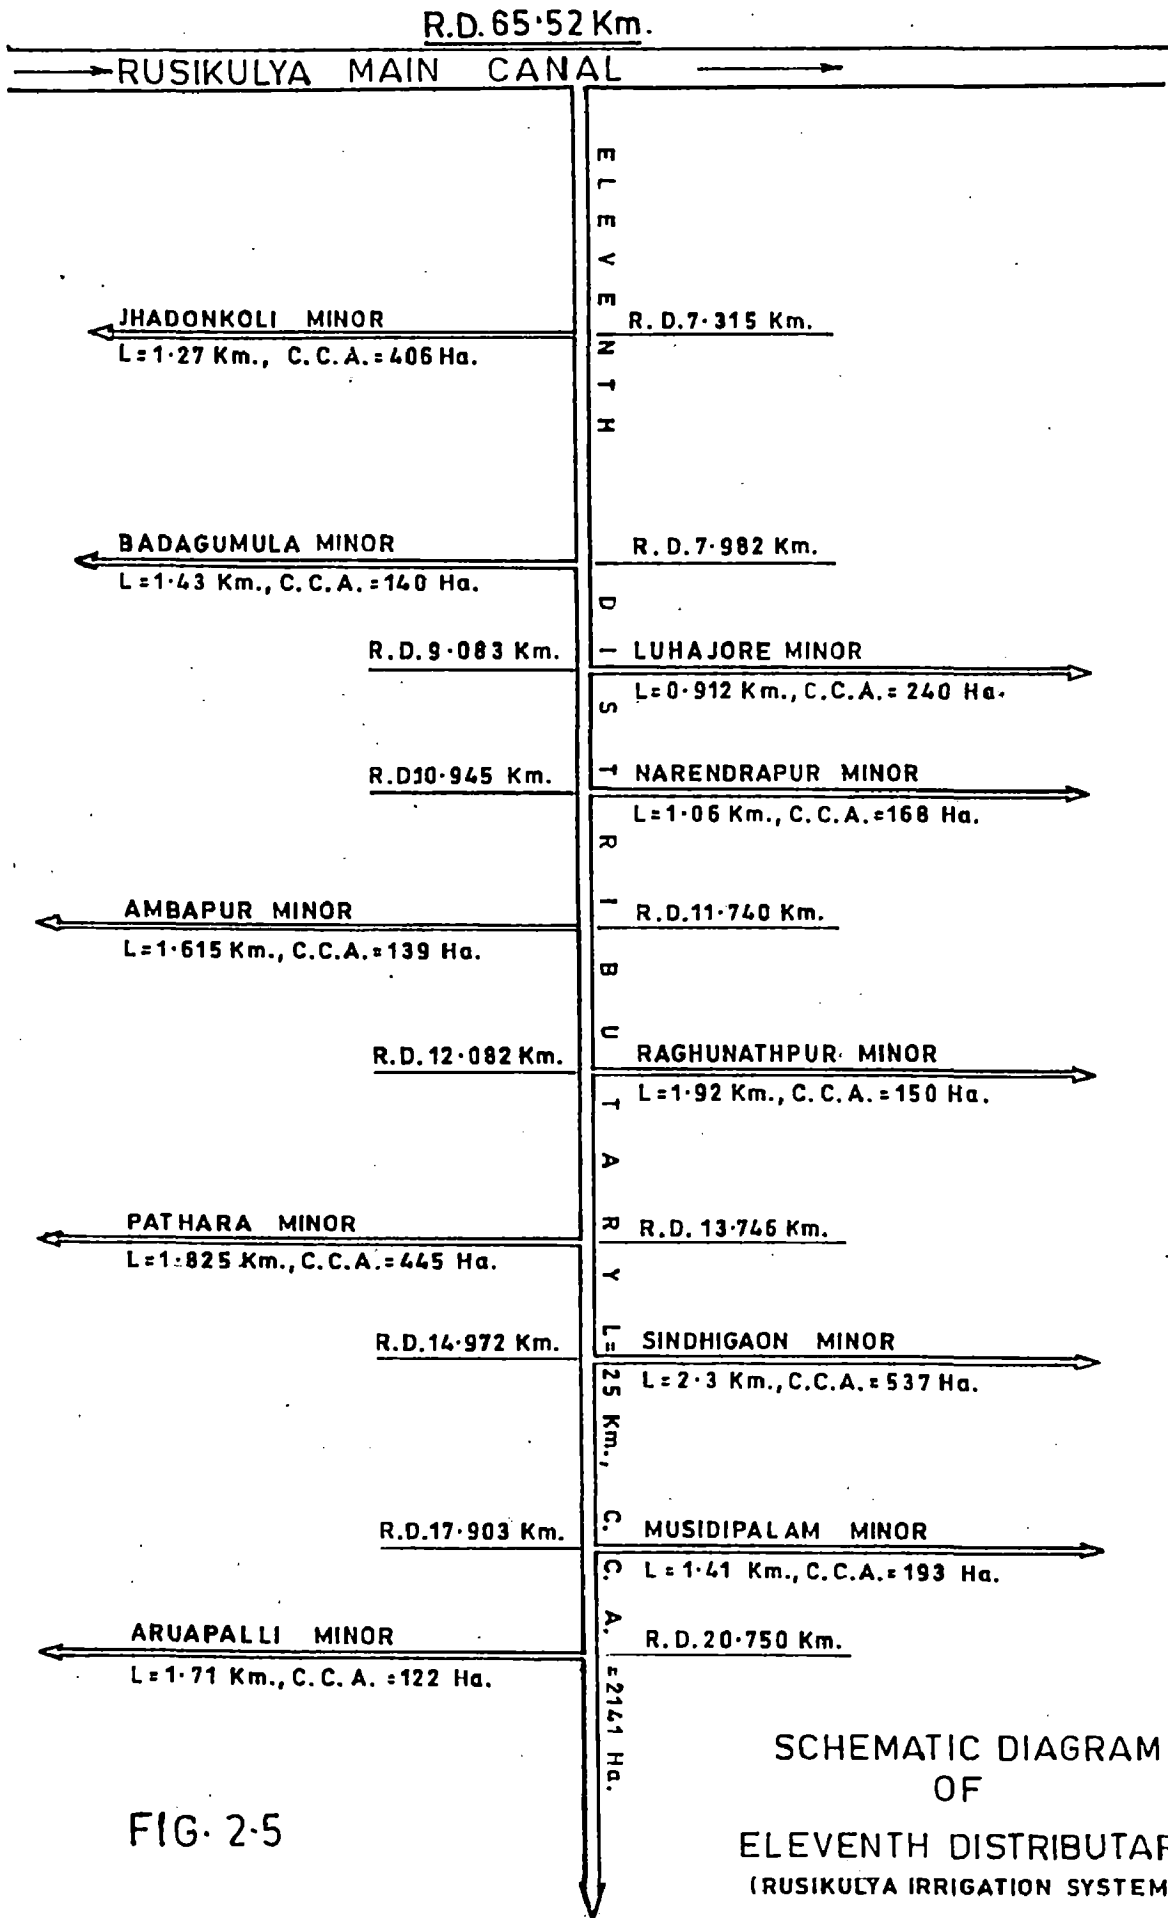 R.D. 65·52 Km.
RUSIKULYA MAIN CANAL
ELEVENTH DISTRIBUTARY L= 25 Km., C.C.A. =2141 Ha.
JHADONKOLI MINOR
R.D.7·315 Km.
L=1·27 Km., C.C.A.=406 Ha.
BADAGUMULA MINOR
R.D.7·982 Km.
L=1·43 Km., C.C.A.=140 Ha.
R.D.9·083 Km.
LUHAJORE MINOR
L=0·912 Km., C.C.A.= 240 Ha.
R.D.10·945 Km.
NARENDRAPUR MINOR
L=1·06 Km., C.C.A.=168 Ha.
AMBAPUR MINOR
R.D.11·740 Km.
L=1·615 Km., C.C.A.=139 Ha.
R.D.12·082 Km.
RAGHUNATHPUR MINOR
L=1·92 Km., C.C.A.=150 Ha.
PATHARA MINOR
R.D. 13·746 Km.
L=1·825 Km., C.C.A.=445 Ha.
R.D.14·972 Km.
SINDHIGAON MINOR
L=2·3 Km., C.C.A.=537 Ha.
R.D.17·903 Km.
MUSIDIPALAM MINOR
L=1·41 Km., C.C.A.=193 Ha.
ARUAPALLI MINOR
R.D.20·750 Km.
L=1·71 Km., C.C.A. =122 Ha.
SCHEMATIC DIAGRAM
OF
ELEVENTH DISTRIBUTAR
(RUSIKULYA IRRIGATION SYSTEM
FIG. 2·5